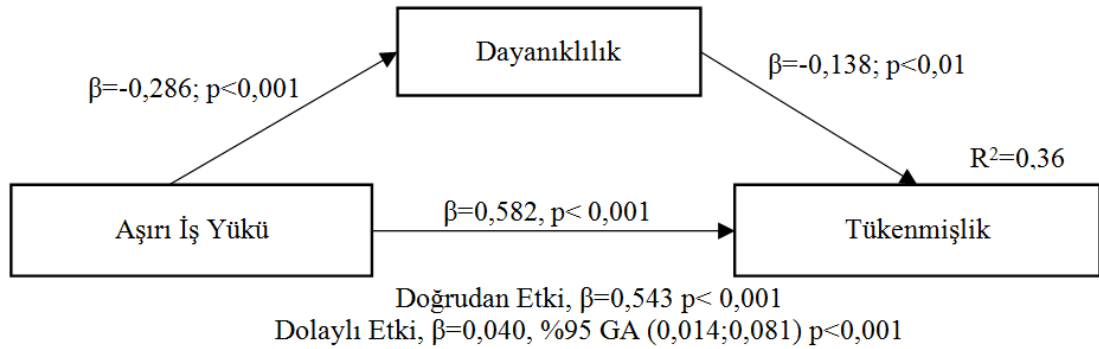 Dayanıklılık
β=-0,286; p<0,001
β=-0,138; p<0,01
R²=0,36
Aşırı İş Yükü
β=0,582, p< 0,001
Tükenmişlik
Doğrudan Etki, β=0,543 p< 0,001
Dolaylı Etki, β=0,040, %95 GA (0,014;0,081) p<0,001